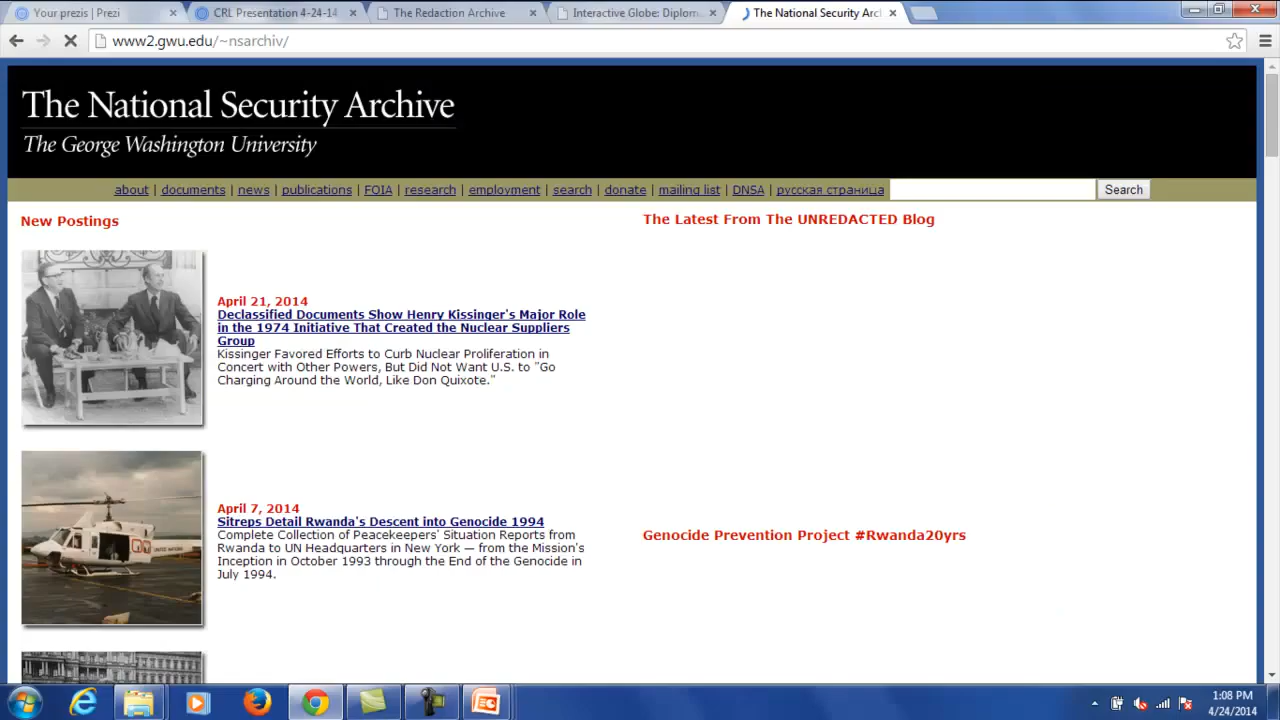 Your prezis | Prezi
CRL Presentation 4-24-14
The Redaction Archive
Interactive Globe: Diplom
The National Security Arc
www2.gwu.edu/~nsarchiv/
The National Security Archive
The George Washington University
about | documents | news | publications | FOIA | research | employment | search | donate | mailing list | DNSA | русская страница
Search
New Postings
April 21, 2014
Declassified Documents Show Henry Kissinger's Major Role
in the 1974 Initiative That Created the Nuclear Suppliers
Group
Kissinger Favored Efforts to Curb Nuclear Proliferation in
Concert with Other Powers, But Did Not Want U.S. to "Go
Charging Around the World, Like Don Quixote."
April 7, 2014
Sitreps Detail Rwanda's Descent into Genocide 1994
Complete Collection of Peacekeepers' Situation Reports from
Rwanda to UN Headquarters in New York — from the Mission's
Inception in October 1993 through the End of the Genocide in
July 1994.
The Latest From The UNREDACTED Blog
Genocide Prevention Project #Rwanda20yrs
1:08 PM
4/24/2014